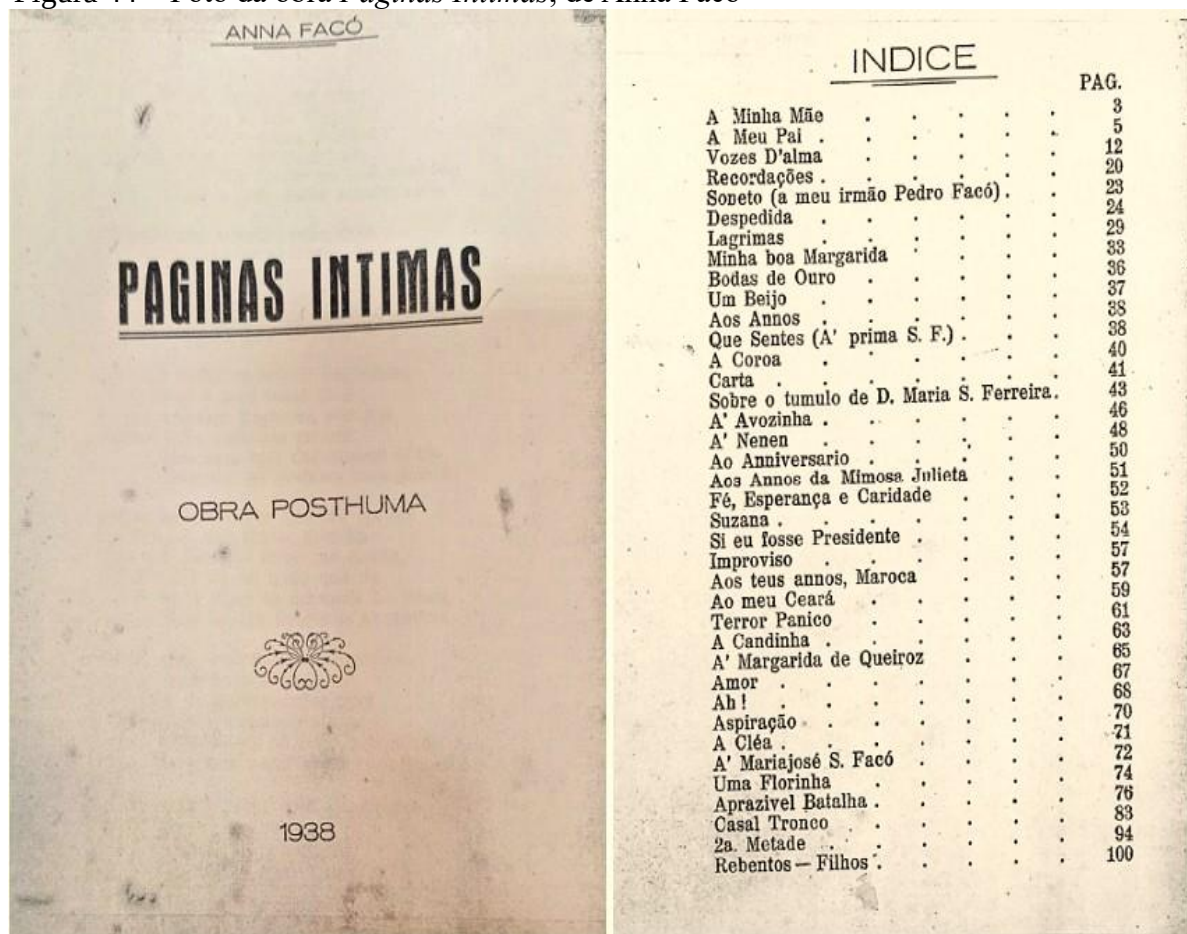 Foto da obra Páginas Íntimas, de Anna Facó
ANNA FACÓ
PAGINAS INTIMAS
OBRA POSTHUMA
1938
INDICE
PAG.
A Minha Mãe . . . . . 3
A Meu Pai . . . . . . 5
Vozes D'alma . . . . . 12
Recordações . . . . . . 20
Soneto (a meu irmão Pedro Facó) . . 23
Despedida . . . . . . 24
Lagrimas . . . . . . 29
Minha boa Margarida . . . . 33
Bodas de Ouro . . . . . 36
Um Beijo . . . . . . 37
Aos Annos . . . . . . 38
Que Sentes (A' prima S. F.) . . . 38
A Coroa . . . . . . 40
Carta . . . . . . . 41
Sobre o tumulo de D. Maria S. Ferreira. 43
A' Avozinha . . . . . . 46
A' Nenen . . . . . . 48
Ao Anniversario . . . . . 50
Aos Annos da Mimosa Julieta . . 51
Fé, Esperança e Caridade . . . 52
Suzana . . . . . . . 53
Si eu fosse Presidente . . . . 54
Improviso . . . . . . 57
Aos teus annos, Maroca . . . 57
Ao meu Ceará . . . . . 59
Terror Panico . . . . . 61
A Candinha . . . . . . 63
A' Margarida de Queiroz . . . 65
Amor . . . . . . . 67
Ah ! . . . . . . . 68
Aspiração . . . . . . 70
A Cléa . . . . . . . 71
A' Mariajosé S. Facó . . . . 72
Uma Florinha . . . . . 74
Aprazivel Batalha . . . . . 76
Casal Tronco . . . . . 83
2a. Metade . . . . . . 94
Rebentos — Filhos . . . . . 100